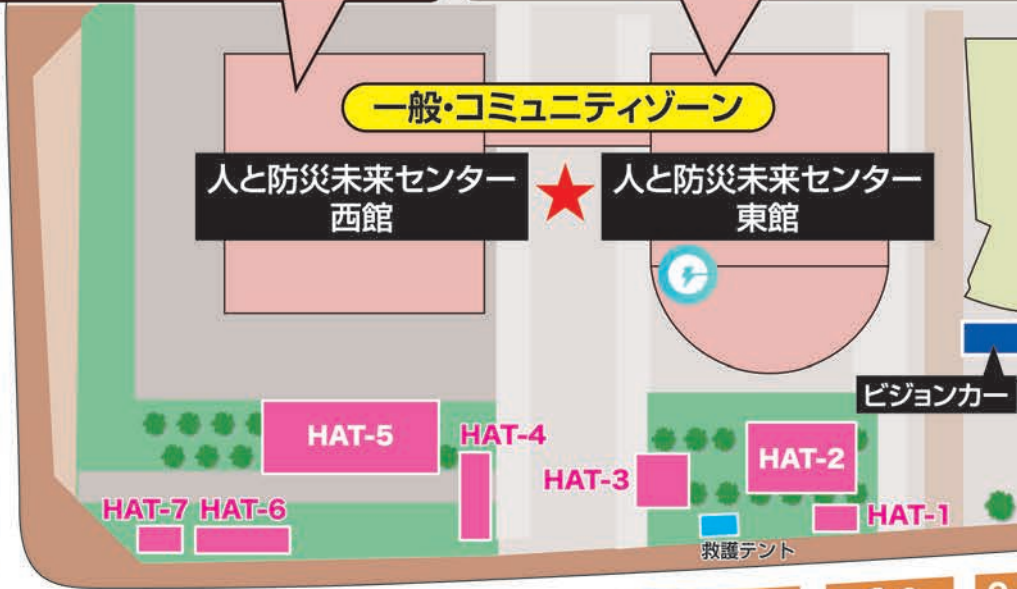 一般・コミュニティゾーン
人と防災未来センター
西館
人と防災未来センター
東館
ビジョンカー
HAT-5
HAT-4
HAT-3
HAT-2
HAT-1
HAT-7
HAT-6
救護テント